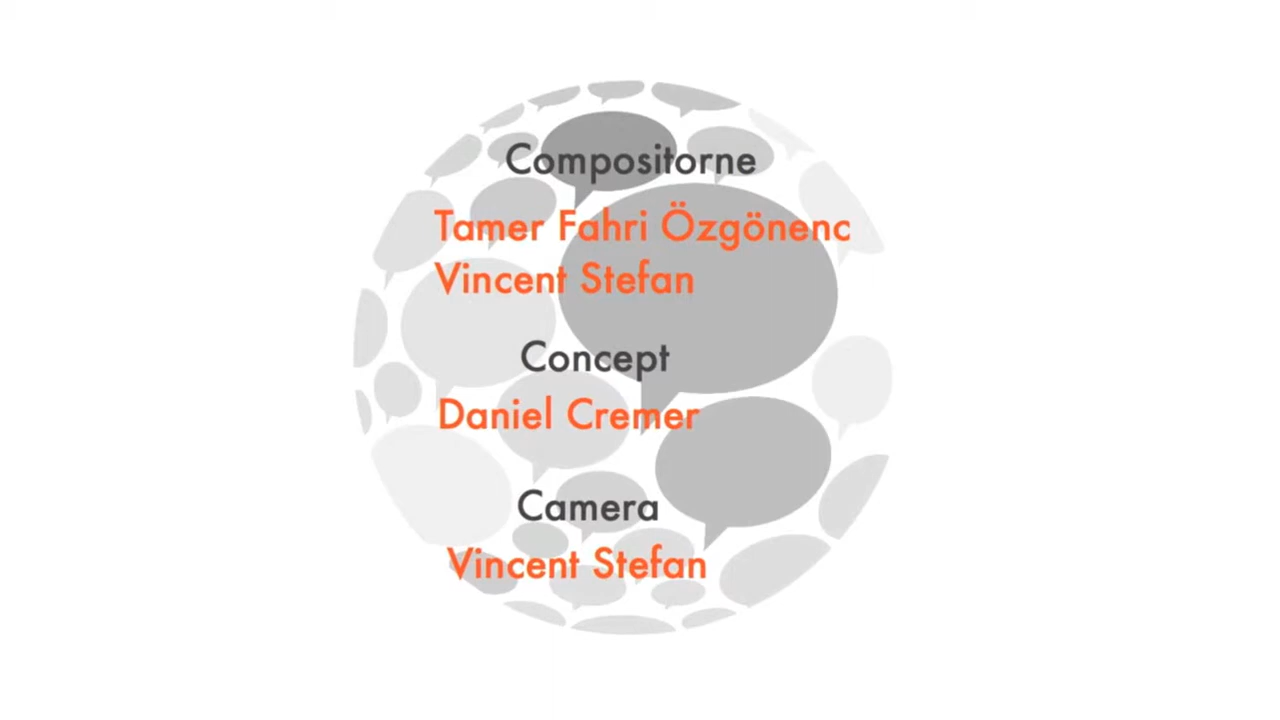 Compositorne
Tamer Fahri Özgönenc
Vincent Stefan
Concept
Daniel Cremer
Camera
Vincent Stefan